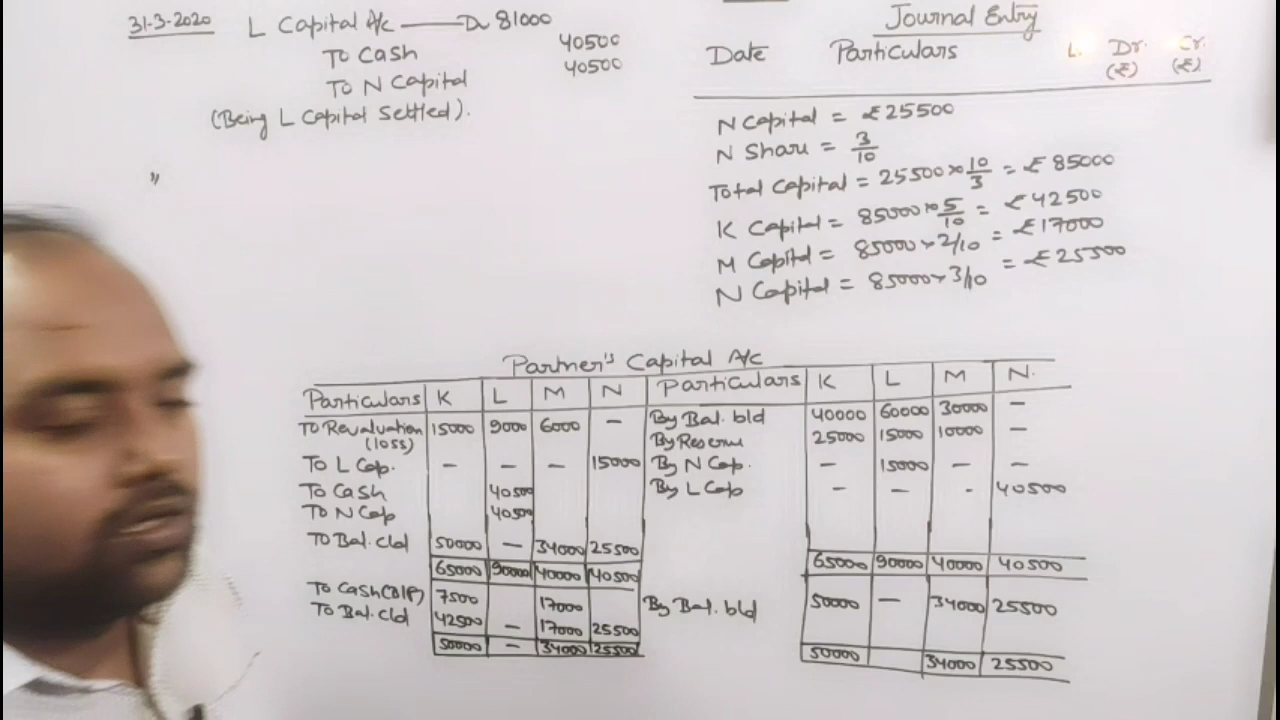 31-3-2020 L Capital A/c —— Dr 81000
To Cash 40500
To N Capital 40500
(Being L Capital Settled).
"
Journal Entry
Date Particulars L. Dr. (₹) Cr. (₹)
N Capital = ₹25500
N Share = 3/10
Total Capital = 25500 × 10/3 = ₹85000
K Capital = 85000 × 5/10 = ₹42500
M Capital = 85000 × 2/10 = ₹17000
N Capital = 85000 × 3/10 = ₹25500
Partner's Capital A/c
Particulars K L M N Particulars K L M N.
To Revaluation (loss) 15000 9000 6000 — By Bal. b/d 40000 60000 30000 —
By Reserve 25000 15000 10000 —
To L Cap. — — — 15000 By N Cap. — 15000 — —
To Cash 40500 By L Cap — — - 40500
To N Cap 40500
To Bal. c/d 50000 — 34000 25500
65000 90000 40000 40500 65000 90000 40000 40500
To Cash (B/F) 7500 17000 By Bal. b/d 50000 — 34000 25500
To Bal. c/d 42500 — 17000 25500
50000 — 34000 25500 50000 34000 25500